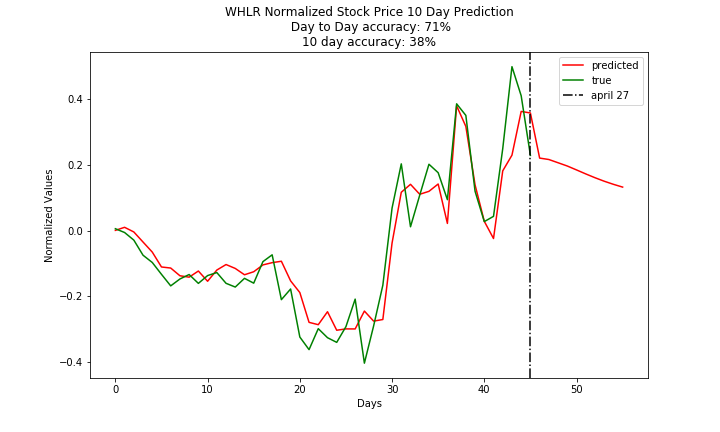 WHLR Normalized Stock Price 10 Day Prediction
Day to Day accuracy: 71%
10 day accuracy: 38%
predicted
true
april 27
0.4
0.2
0.0
−0.2
−0.4
Normalized Values
0 10 20 30 40 50
Days